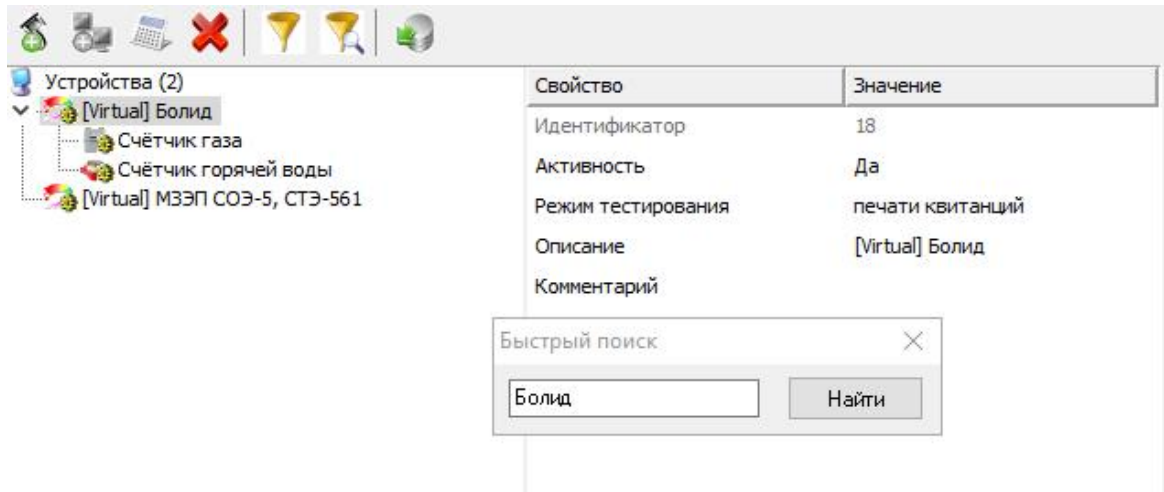 Устройства (2)
[Virtual] Болид
Счётчик газа
Счётчик горячей воды
[Virtual] МЗЭП СОЭ-5, СТЭ-561
Свойство Значение
Идентификатор 18
Активность Да
Режим тестирования печати квитанций
Описание [Virtual] Болид
Комментарий
Быстрый поиск
Болид Найти